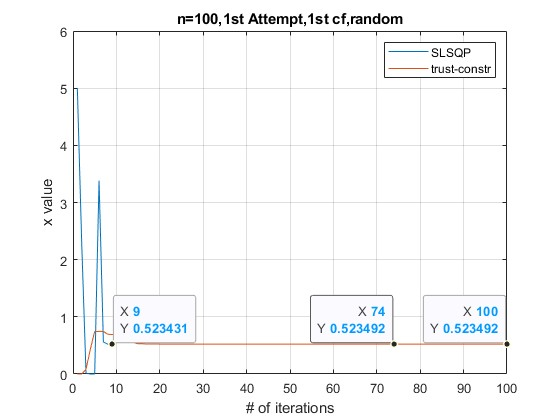 n=100,1st Attempt,1st cf,random
SLSQP
trust-constr
6
5
4
3
2
1
0
x value
X 9
Y 0.523431
X 74
Y 0.523492
X 100
Y 0.523492
0 10 20 30 40 50 60 70 80 90 100
# of iterations